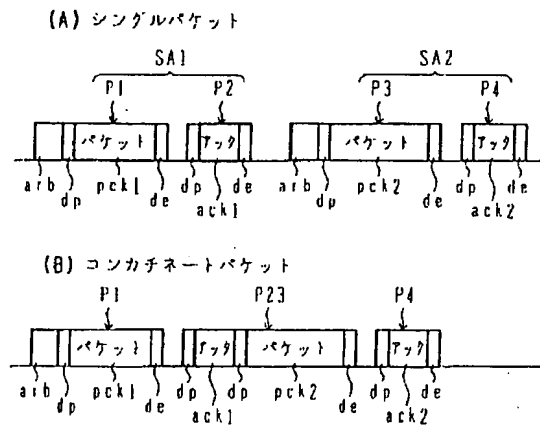 (A) シングルパケット
SA1 SA2
P1 P2 P3 P4
パケット アック パケット アック
arb dp pck1 de dp ack1 de arb dp pck2 de dp ack2 de
(B) コンカチネートパケット
P1 P23 P4
パケット アック パケット アック
arb dp pck1 de dp ack1 dp pck2 de dp ack2 de